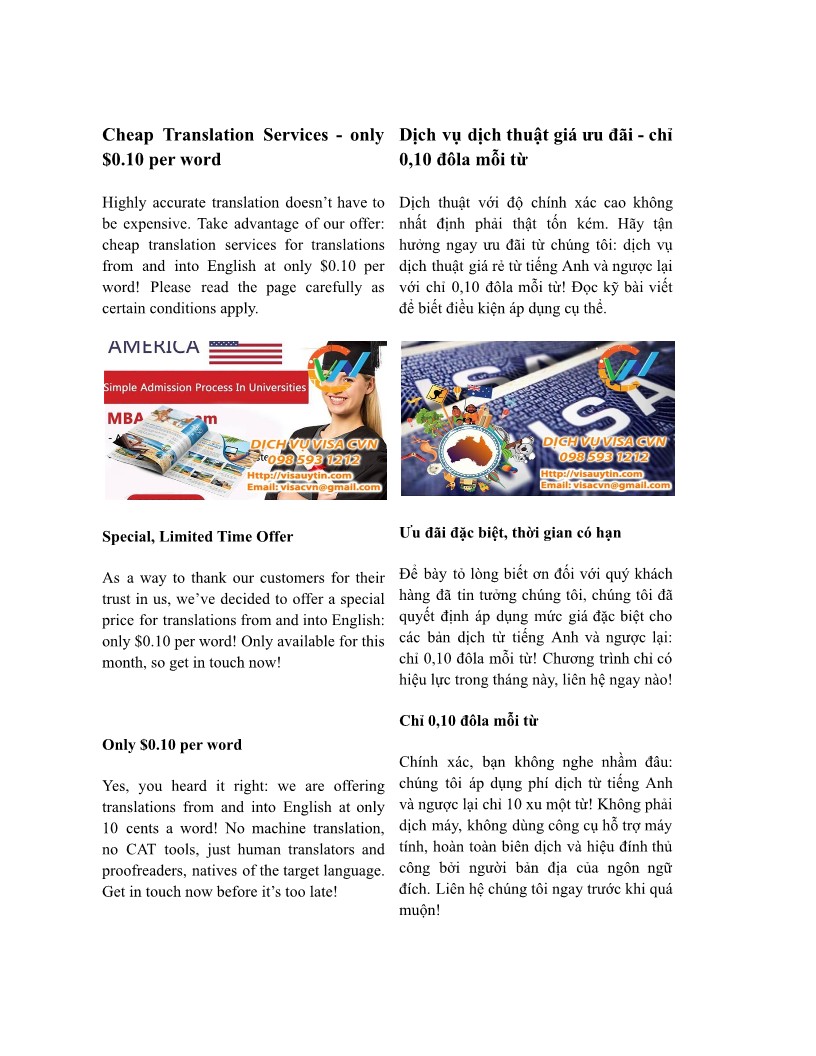 Cheap Translation Services - only
$0.10 per word
Highly accurate translation doesn’t have to
be expensive. Take advantage of our offer:
cheap translation services for translations
from and into English at only $0.10 per
word! Please read the page carefully as
certain conditions apply.
AMERICA
Simple Admission Process In Universities
MBA
DỊCH VỤ VISA CVN
098 593 1212
Http://visauytin.com
Email: visacvn@gmail.com
Special, Limited Time Offer
As a way to thank our customers for their
trust in us, we’ve decided to offer a special
price for translations from and into English:
only $0.10 per word! Only available for this
month, so get in touch now!
Only $0.10 per word
Yes, you heard it right: we are offering
translations from and into English at only
10 cents a word! No machine translation,
no CAT tools, just human translators and
proofreaders, natives of the target language.
Get in touch now before it’s too late!
Dịch vụ dịch thuật giá ưu đãi - chỉ
0,10 đôla mỗi từ
Dịch thuật với độ chính xác cao không
nhất định phải thật tốn kém. Hãy tận
hưởng ngay ưu đãi từ chúng tôi: dịch vụ
dịch thuật giá rẻ từ tiếng Anh và ngược lại
với chỉ 0,10 đôla mỗi từ! Đọc kỹ bài viết
để biết điều kiện áp dụng cụ thể.
VISA
DỊCH VỤ VISA CVN
098 593 1212
Http://visauytin.com
Email: visacvn@gmail.com
Ưu đãi đặc biệt, thời gian có hạn
Để bày tỏ lòng biết ơn đối với quý khách
hàng đã tin tưởng chúng tôi, chúng tôi đã
quyết định áp dụng mức giá đặc biệt cho
các bản dịch từ tiếng Anh và ngược lại:
chỉ 0,10 đôla mỗi từ! Chương trình chỉ có
hiệu lực trong tháng này, liên hệ ngay nào!
Chỉ 0,10 đôla mỗi từ
Chính xác, bạn không nghe nhầm đâu:
chúng tôi áp dụng phí dịch từ tiếng Anh
và ngược lại chỉ 10 xu một từ! Không phải
dịch máy, không dùng công cụ hỗ trợ máy
tính, hoàn toàn biên dịch và hiệu đính thủ
công bởi người bản địa của ngôn ngữ
đích. Liên hệ chúng tôi ngay trước khi quá
muộn!